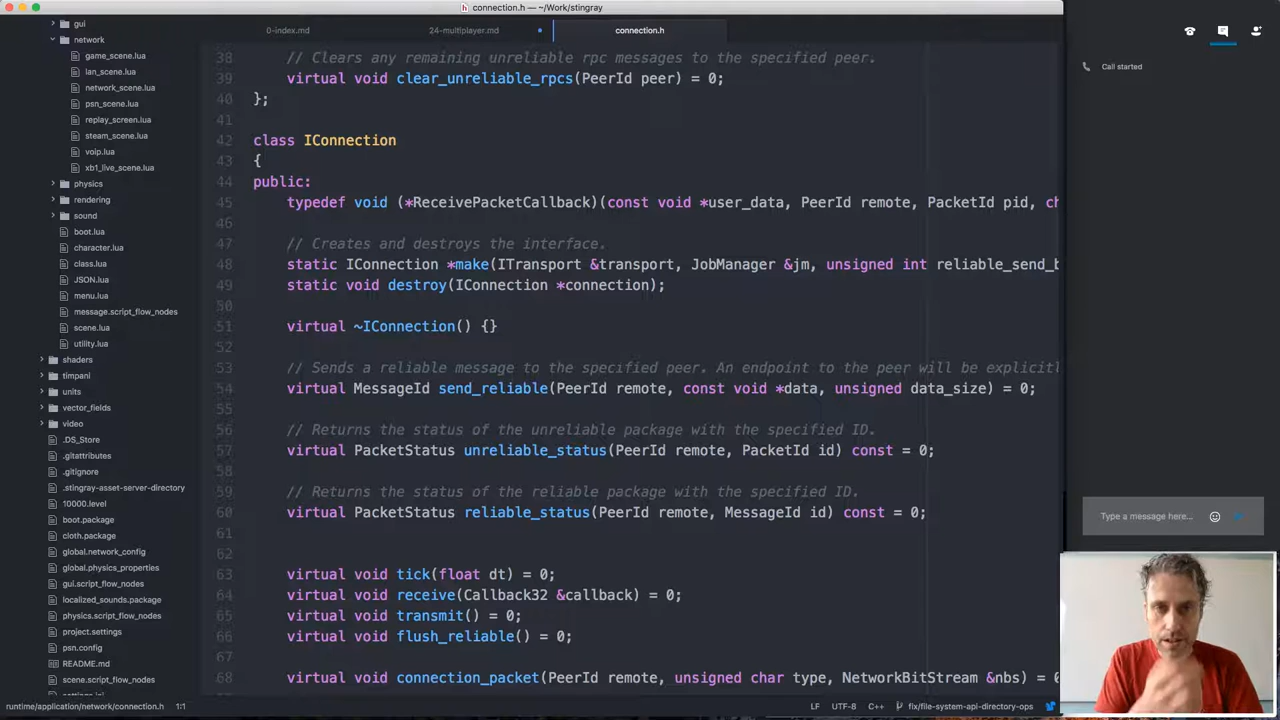 connection.h — ~/Work/stingray
gui
network
game_scene.lua
lan_scene.lua
network_scene.lua
psn_scene.lua
replay_screen.lua
steam_scene.lua
voip.lua
xb1_live_scene.lua
physics
rendering
sound
boot.lua
character.lua
class.lua
JSON.lua
menu.lua
message.script_flow_nodes
scene.lua
utility.lua
shaders
timpani
units
vector_fields
video
.DS_Store
.gitattributes
.gitignore
.stingray-asset-server-directory
10000.level
boot.package
cloth.package
global.network_config
global.physics_properties
gui.script_flow_nodes
localized_sounds.package
physics.script_flow_nodes
project.settings
psn.config
README.md
scene.script_flow_nodes
0-index.md 24-multiplayer.md connection.h
38 // Clears any remaining unreliable rpc messages to the specified peer.
39 virtual void clear_unreliable_rpcs(PeerId peer) = 0;
40 };
41
42 class IConnection
43 {
44 public:
45 typedef void (*ReceivePacketCallback)(const void *user_data, PeerId remote, PacketId pid, ch
46
47 // Creates and destroys the interface.
48 static IConnection *make(ITransport &transport, JobManager &jm, unsigned int reliable_send_b
49 static void destroy(IConnection *connection);
50
51 virtual ~IConnection() {}
52
53 // Sends a reliable message to the specified peer. An endpoint to the peer will be explicitl
54 virtual MessageId send_reliable(PeerId remote, const void *data, unsigned data_size) = 0;
55
56 // Returns the status of the unreliable package with the specified ID.
57 virtual PacketStatus unreliable_status(PeerId remote, PacketId id) const = 0;
58
59 // Returns the status of the reliable package with the specified ID.
60 virtual PacketStatus reliable_status(PeerId remote, MessageId id) const = 0;
61
62
63 virtual void tick(float dt) = 0;
64 virtual void receive(Callback32 &callback) = 0;
65 virtual void transmit() = 0;
66 virtual void flush_reliable() = 0;
67
68 virtual void connection_packet(PeerId remote, unsigned char type, NetworkBitStream &nbs) = 0
runtime/application/network/connection.h 1:1 LF UTF-8 C++ fix/file-system-api-directory-ops
Call started
Type a message here...